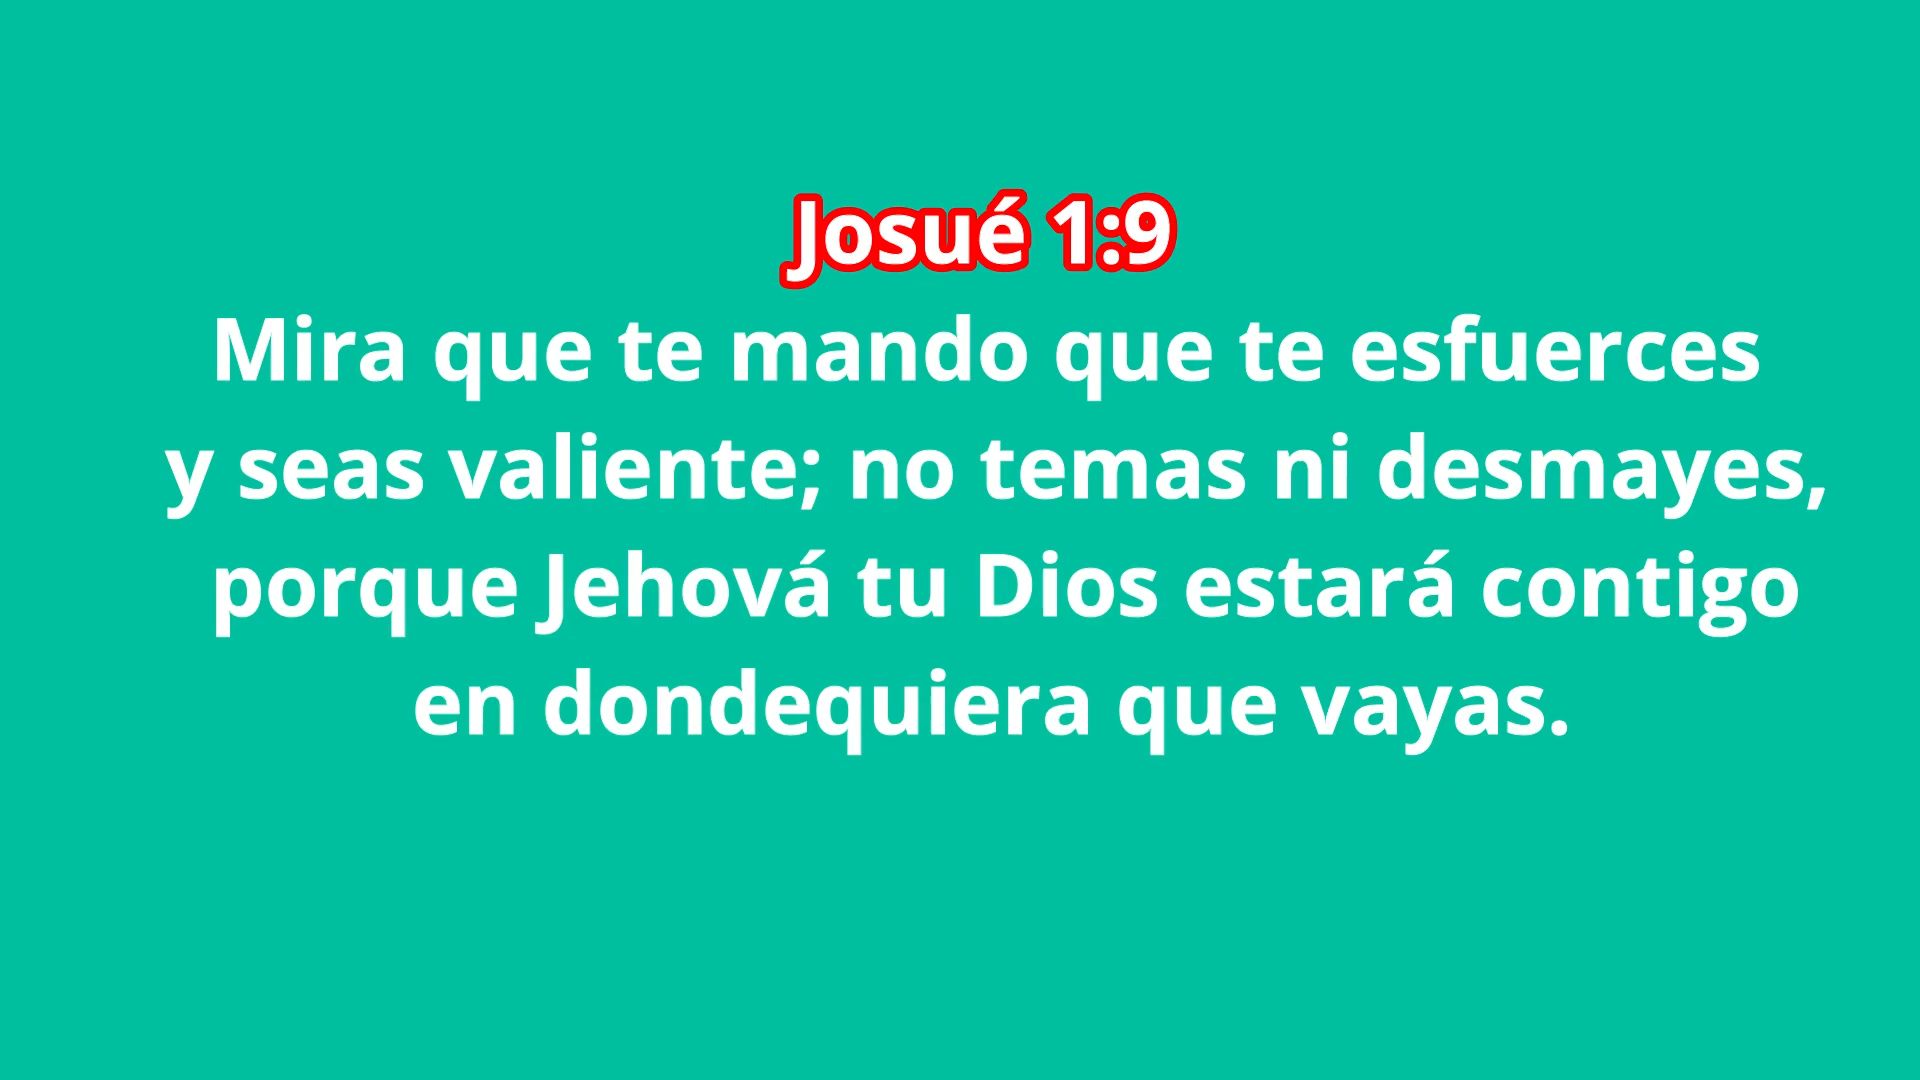 Josué 1:9
Mira que te mando que te esfuerces
y seas valiente; no temas ni desmayes,
porque Jehová tu Dios estará contigo
en dondequiera que vayas.